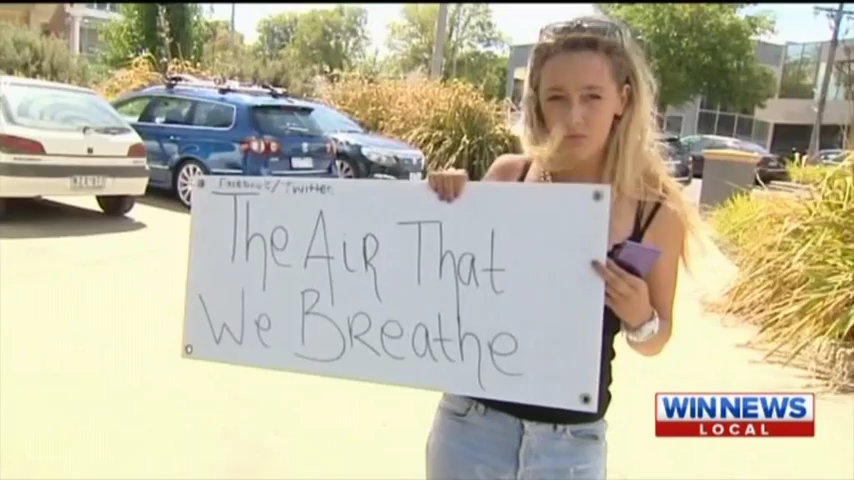 FACEBOOK/TWITTER
The AiR That
We BReathe
WIN NEWS
LOCAL